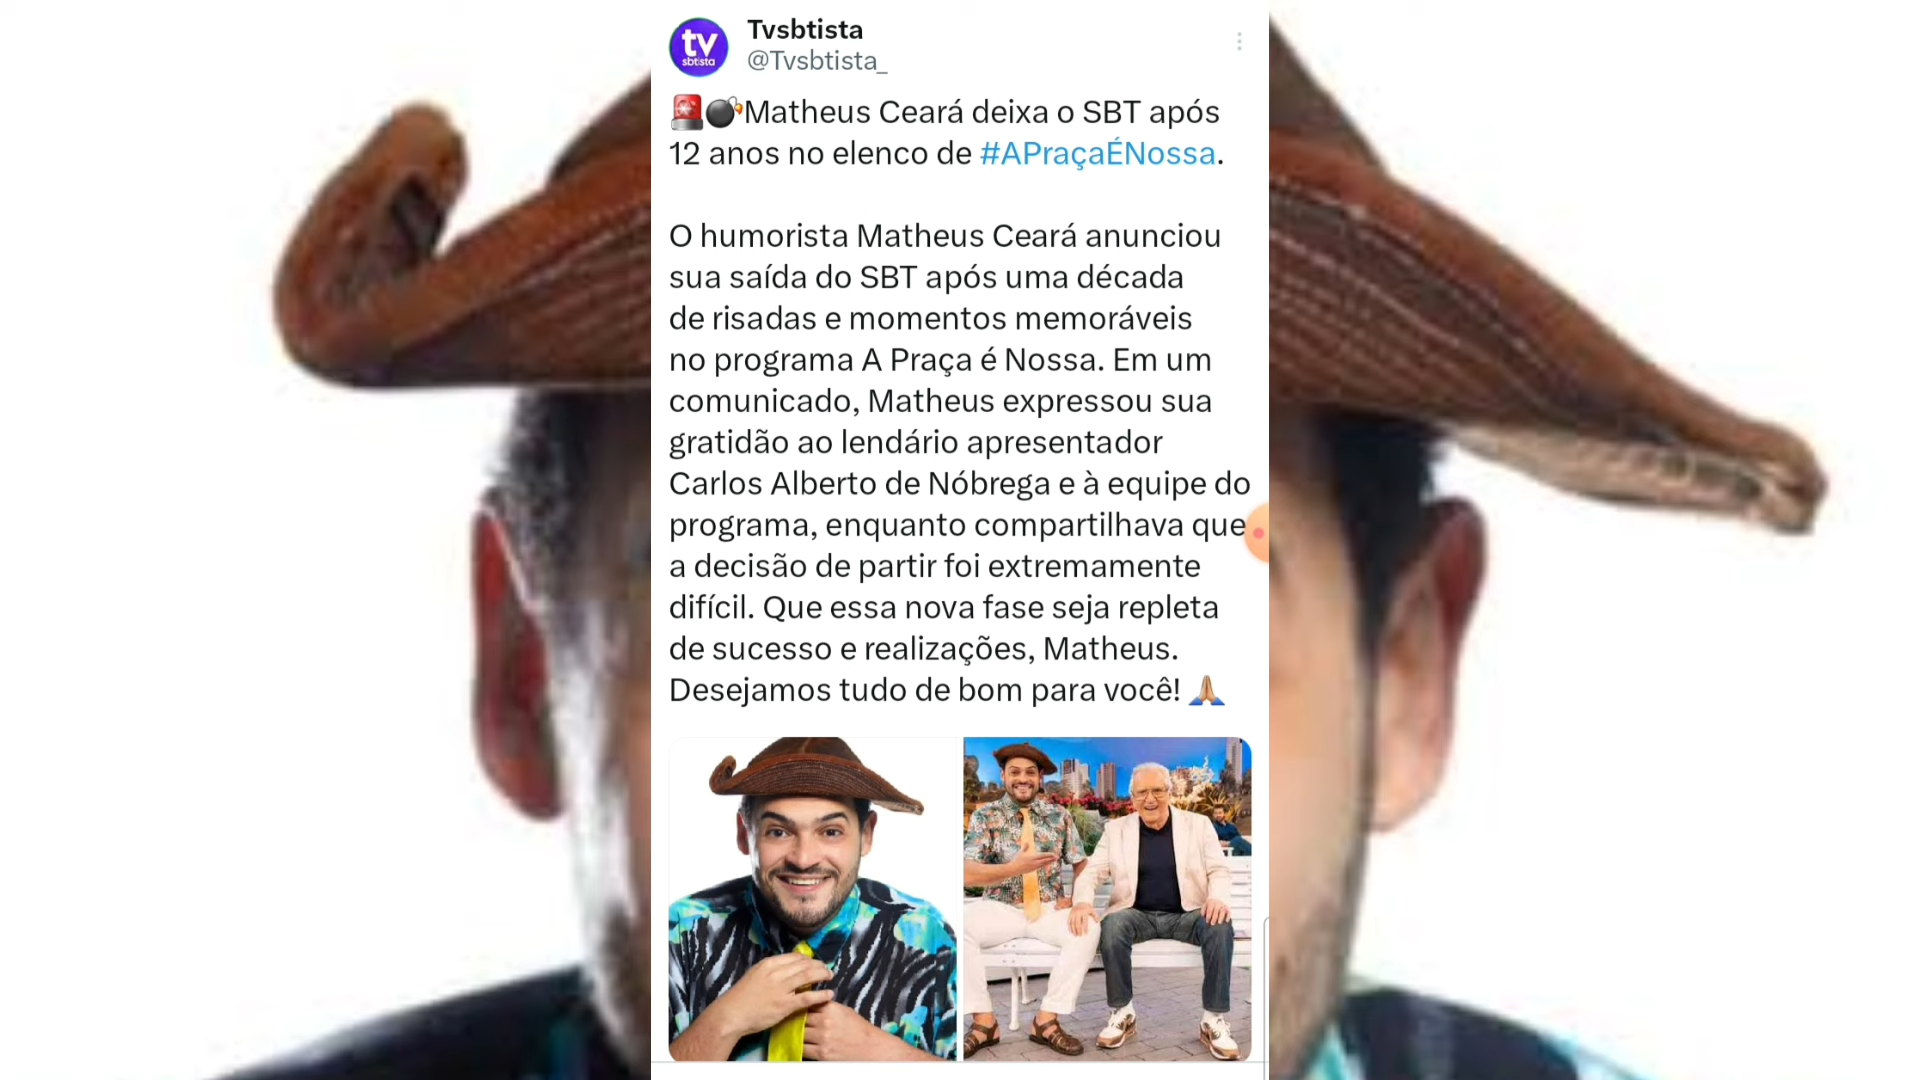 tv
sbtista
Tvsbtista
@Tvsbtista_
🚨💣Matheus Ceará deixa o SBT após
12 anos no elenco de #APraçaÉNossa.
O humorista Matheus Ceará anunciou
sua saída do SBT após uma década
de risadas e momentos memoráveis
no programa A Praça é Nossa. Em um
comunicado, Matheus expressou sua
gratidão ao lendário apresentador
Carlos Alberto de Nóbrega e à equipe do
programa, enquanto compartilhava que
a decisão de partir foi extremamente
difícil. Que essa nova fase seja repleta
de sucesso e realizações, Matheus.
Desejamos tudo de bom para você! 🙏🏽